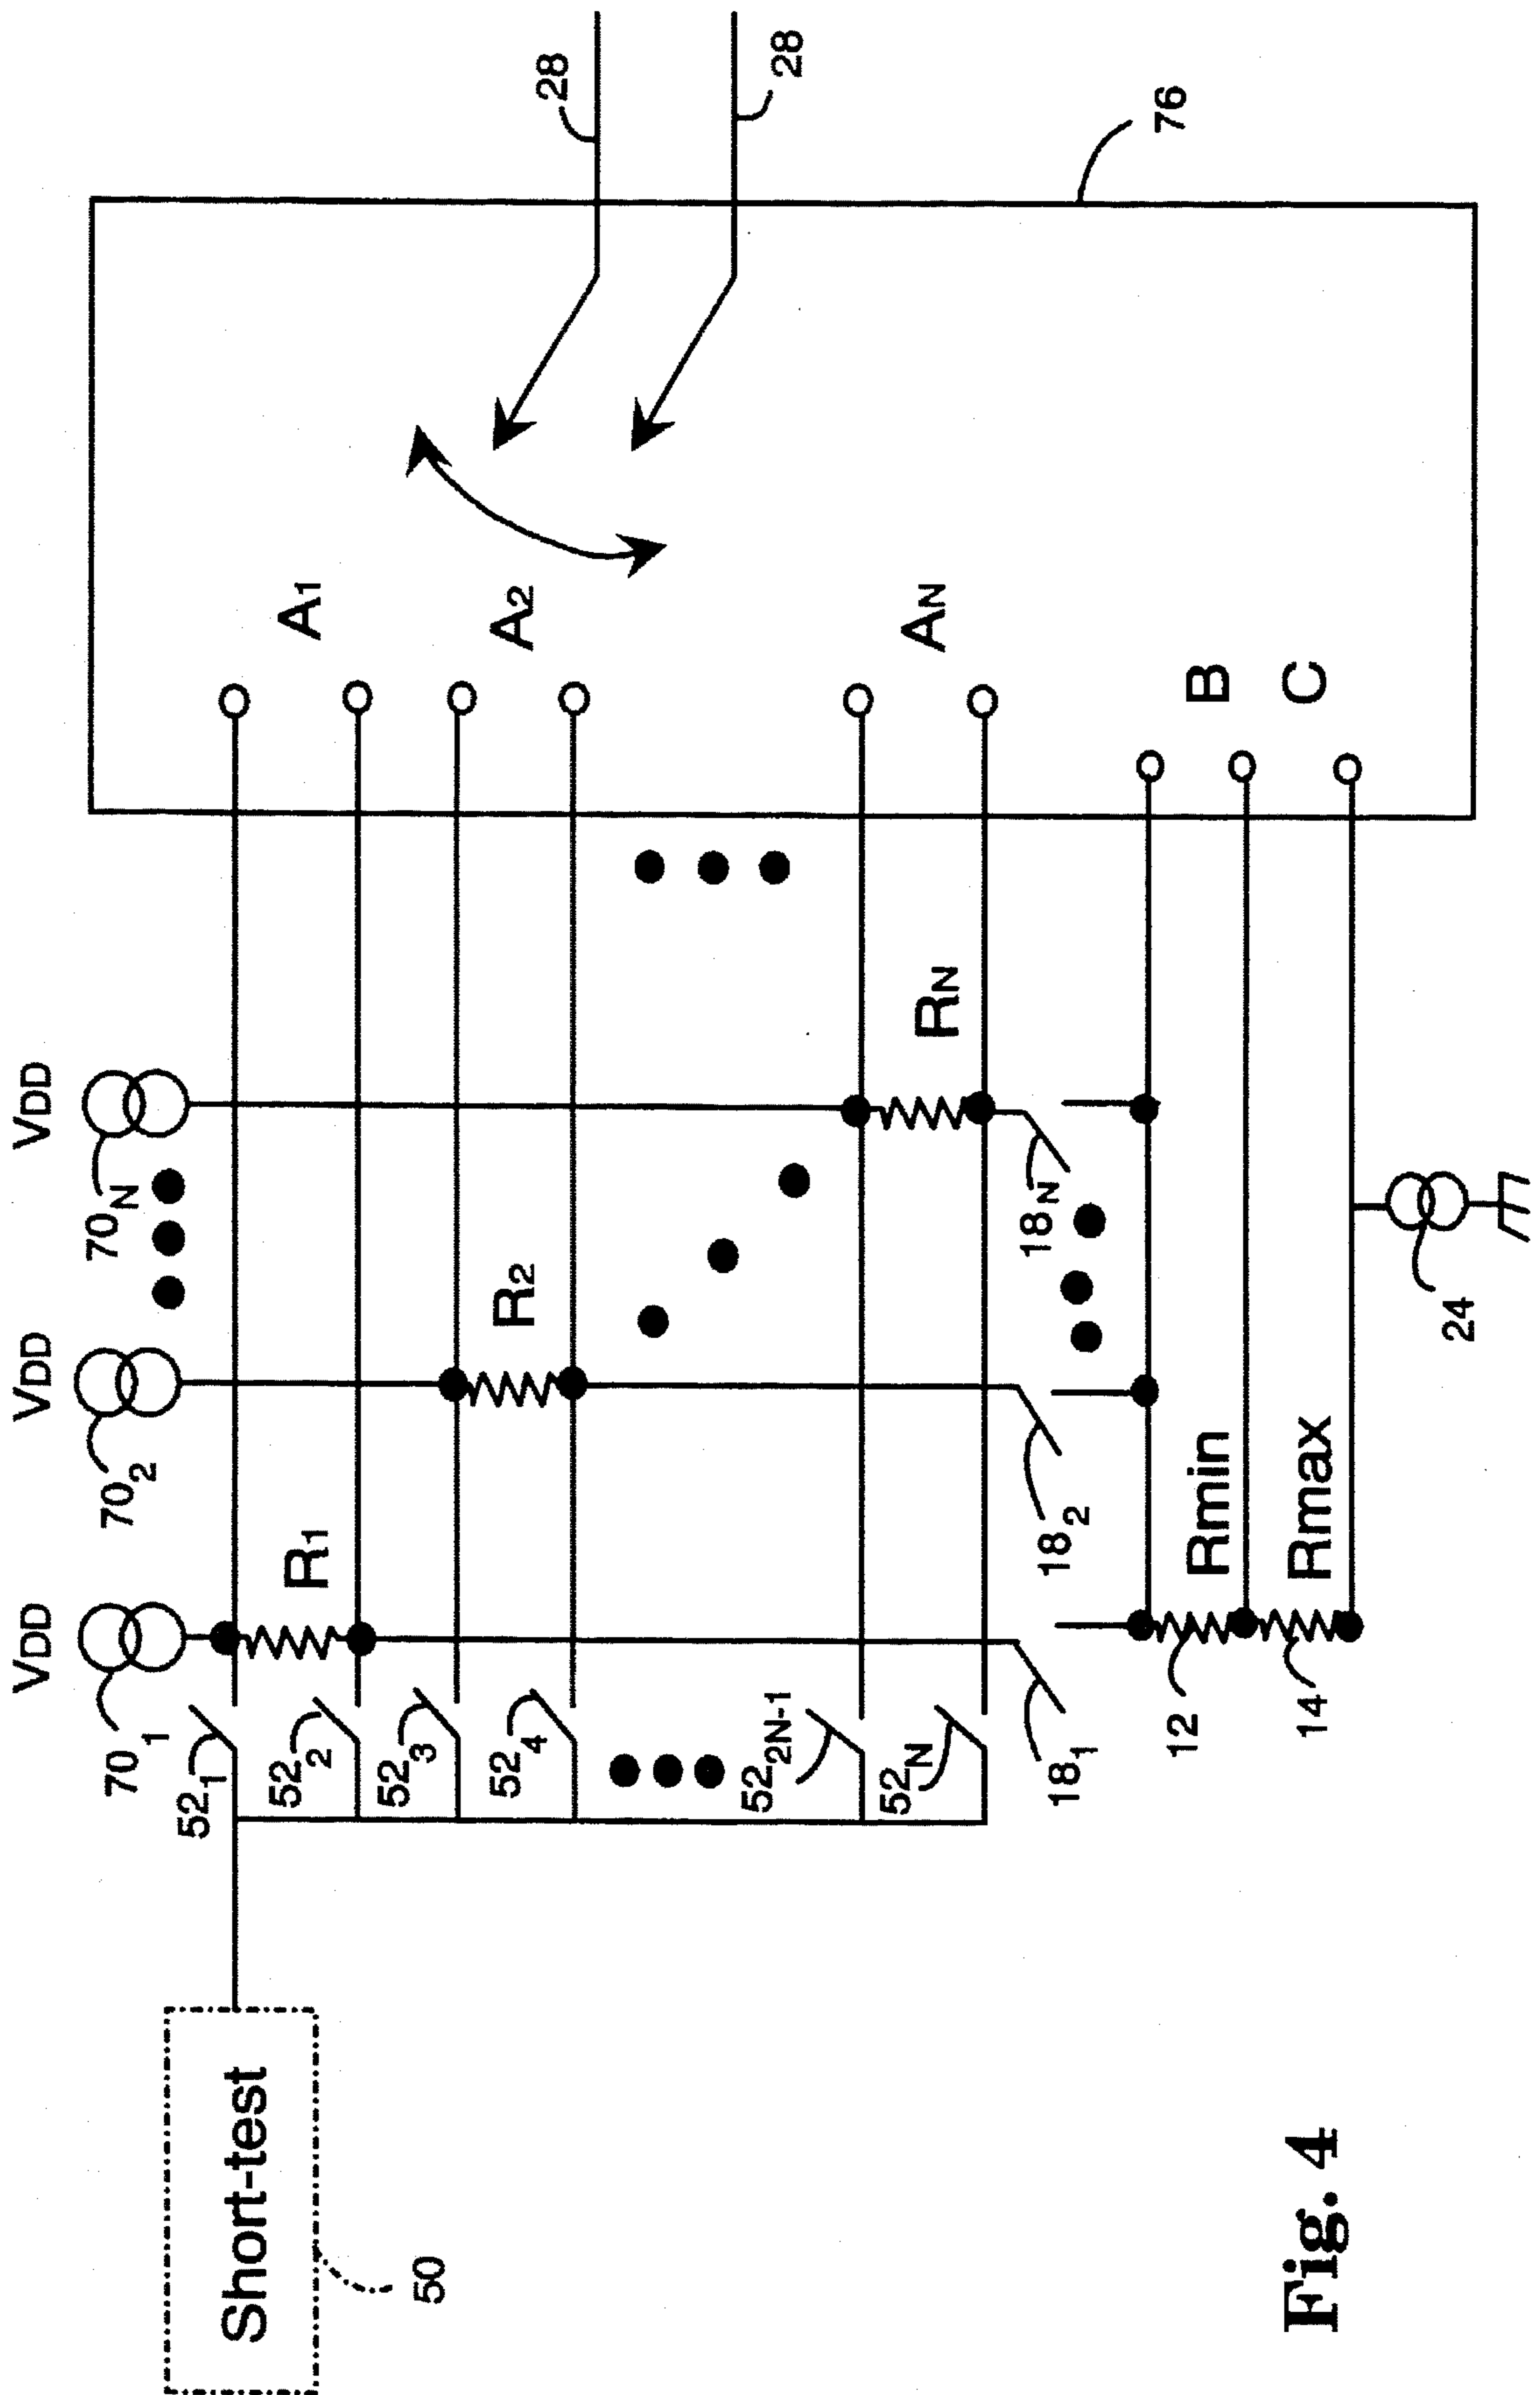 VDD
VDD
VDD
70₁
70₂
70N
28
28
76
Short-test
50
52₁
52₂
52₃
52₄
52₂N-1
52N
R1
R2
RN
A1
A2
AN
B
C
18₁
18₂
18N
Rmin
Rmax
12
14
24
Fig. 4